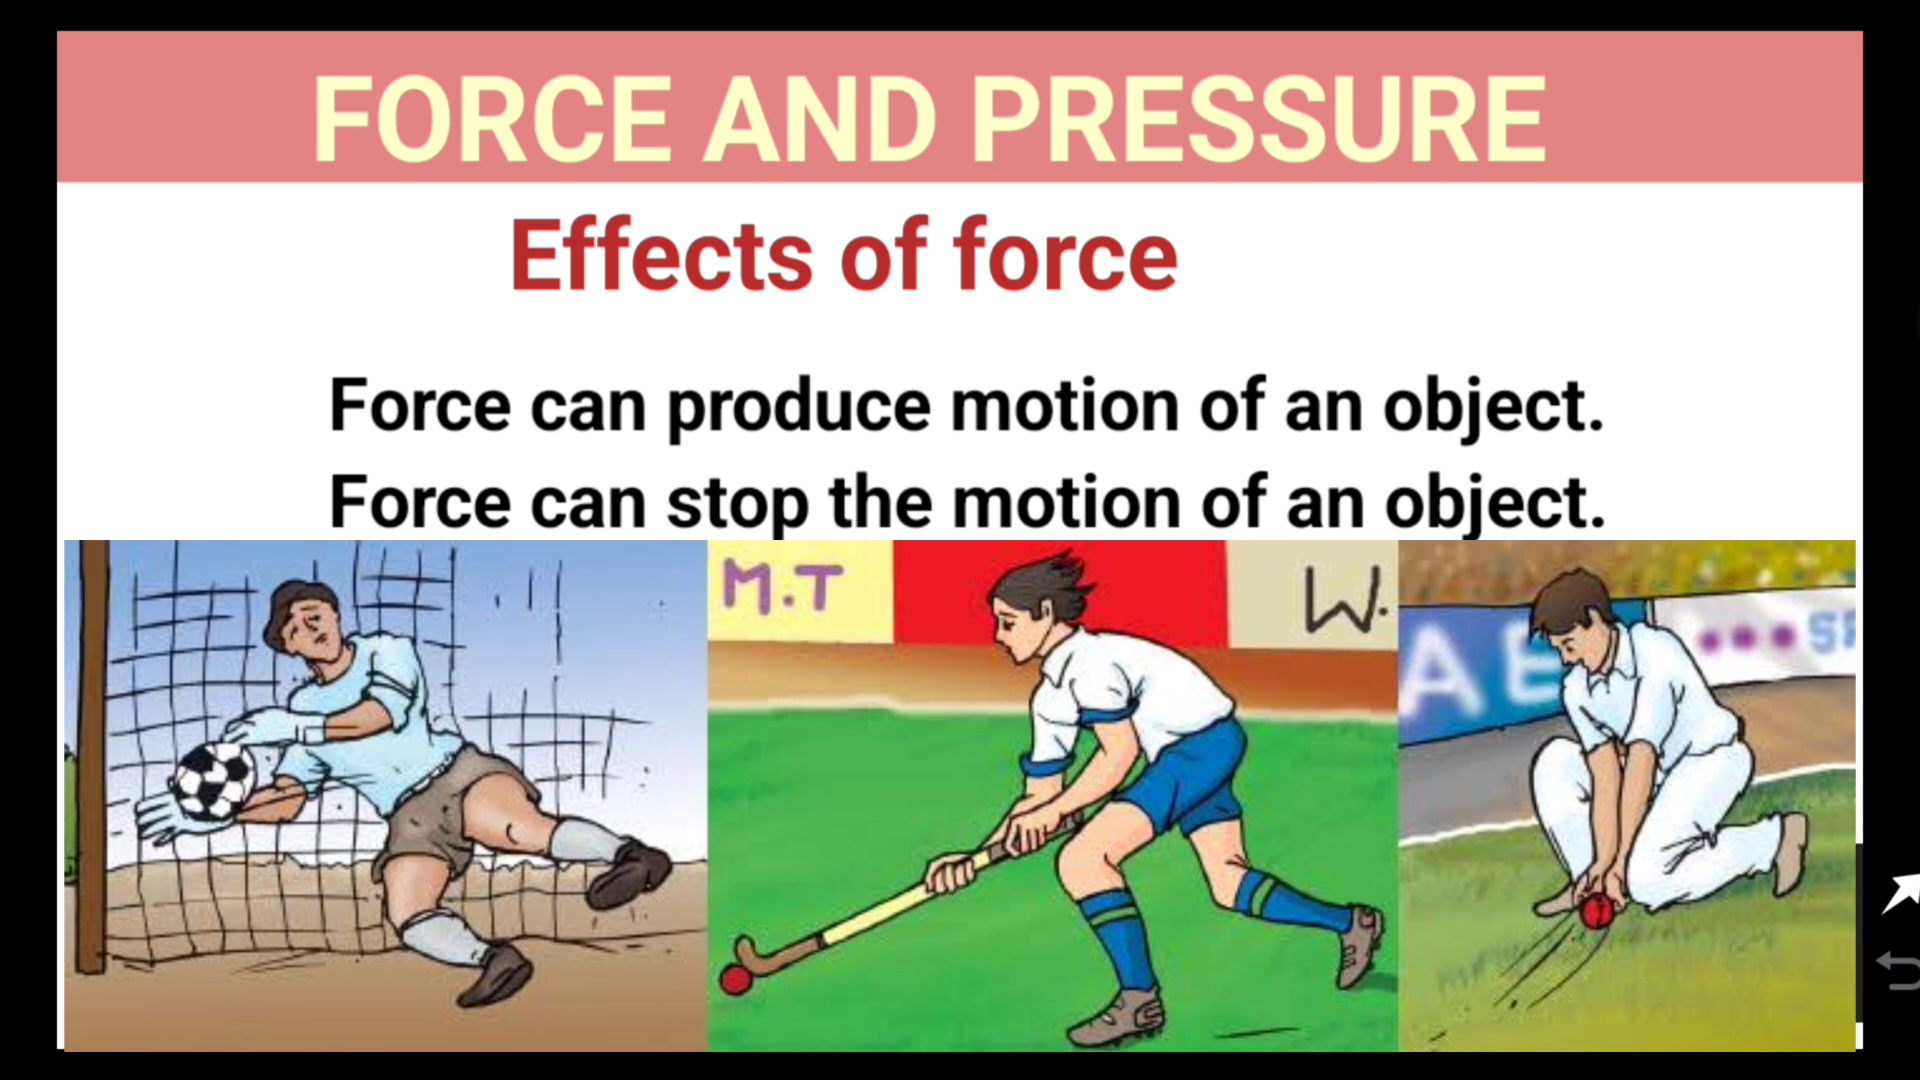 FORCE AND PRESSURE
Effects of force
Force can produce motion of an object.
Force can stop the motion of an object.
M.T
W.
A E
SP